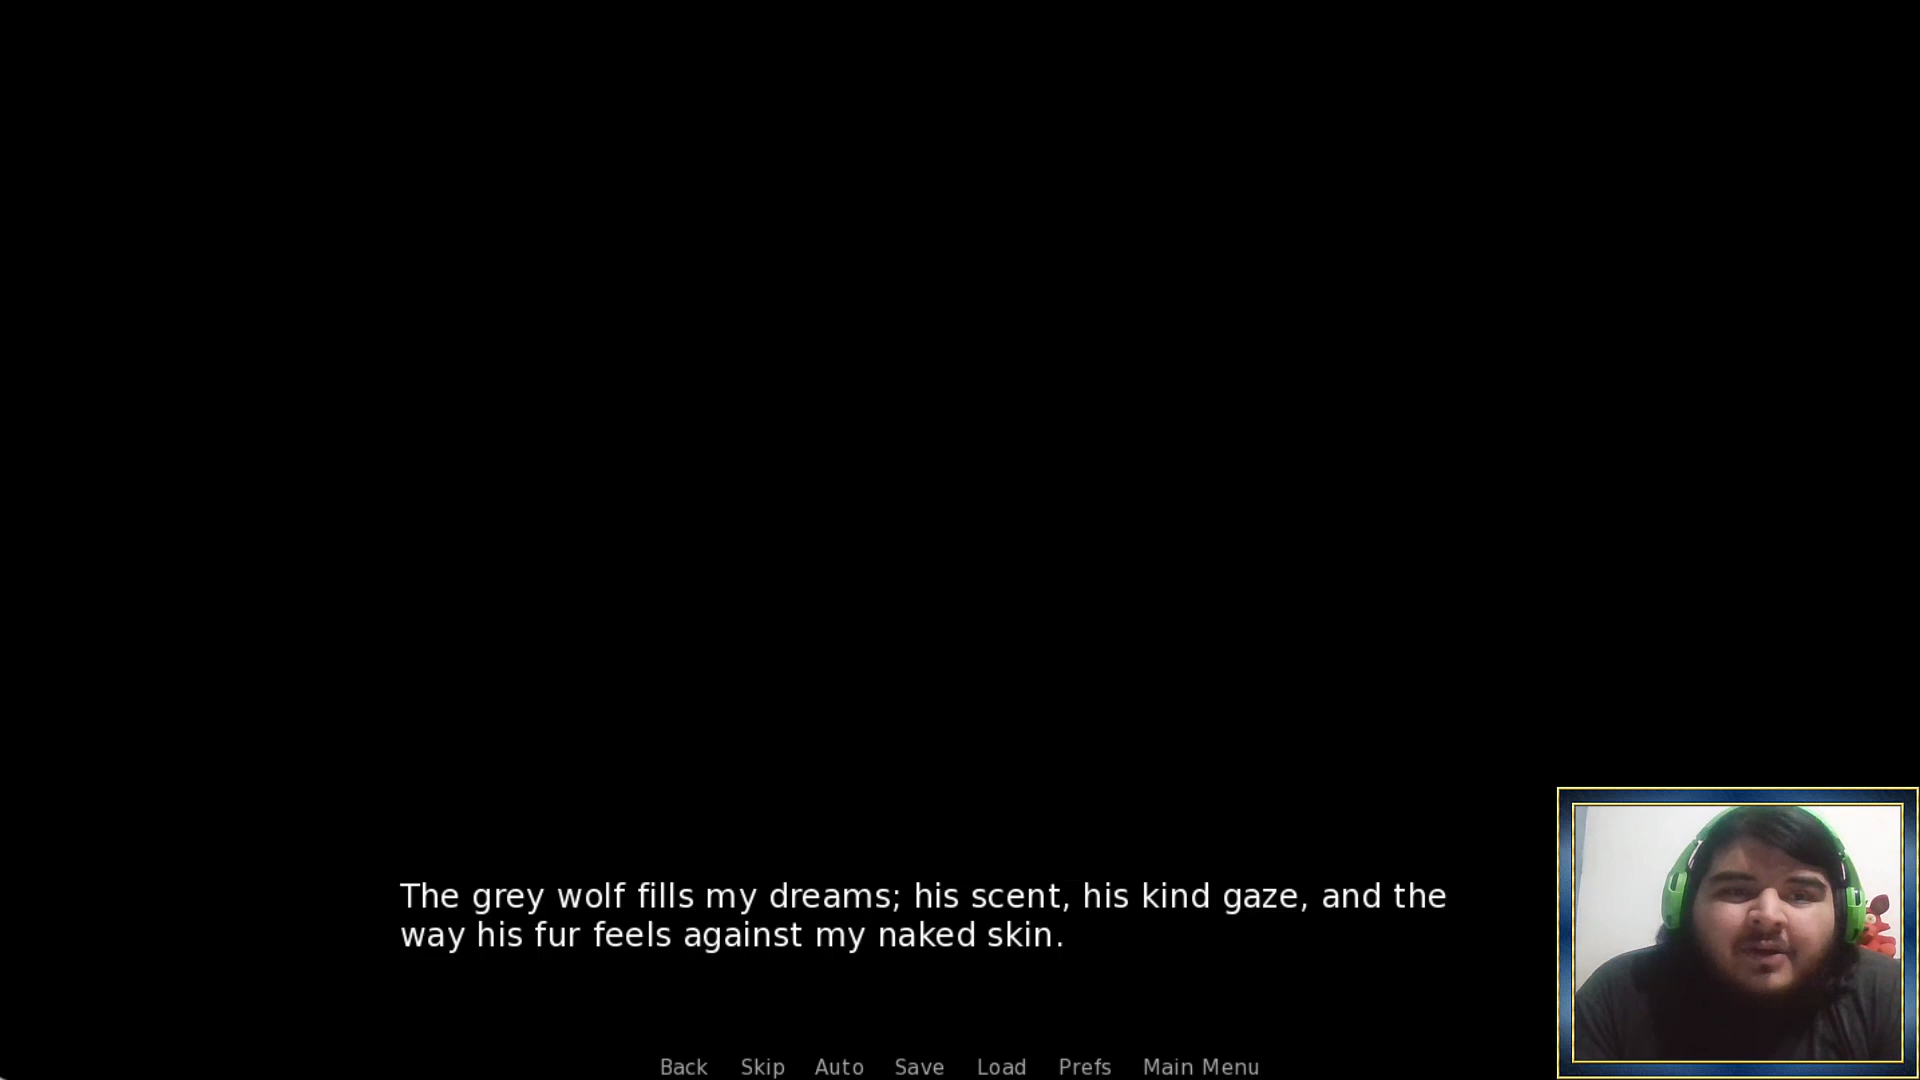 The grey wolf fills my dreams; his scent, his kind gaze, and the
way his fur feels against my naked skin.
Back Skip Auto Save Load Prefs Main Menu